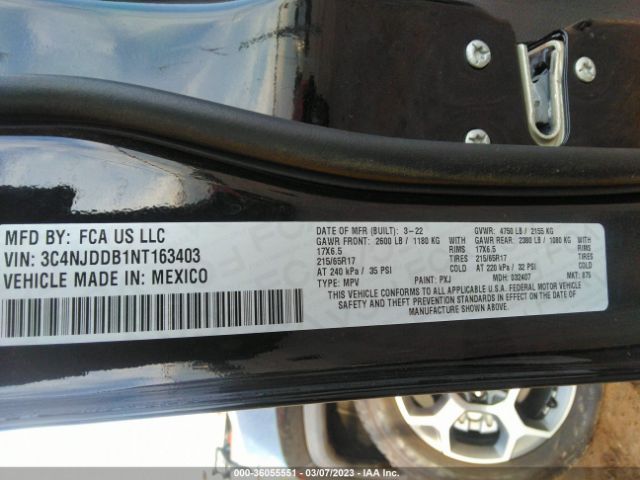 MFD BY: FCA US LLC
VIN: 3C4NJDDB1NT163403
VEHICLE MADE IN: MEXICO
DATE OF MFR (BUILT): 3-22 GVWR: 4750 LB / 2155 KG
GAWR FRONT: 2600 LB / 1180 KG WITH GAWR REAR: 2380 LB / 1080 KG WITH
17X6.5 RIMS 17X6.5 RIMS
215/65R17 TIRES 215/65R17 TIRES
AT 240 kPa / 35 PSI COLD AT 220 kPa / 32 PSI COLD
TYPE: MPV PAINT: PXJ MDH: 032407 MKT: 876
THIS VEHICLE CONFORMS TO ALL APPLICABLE U.S.A. FEDERAL MOTOR VEHICLE
SAFETY AND THEFT PREVENTION STANDARDS IN EFFECT ON THE DATE OF
MANUFACTURE SHOWN ABOVE.
000-36055551 - 03/07/2023 - IAA Inc.